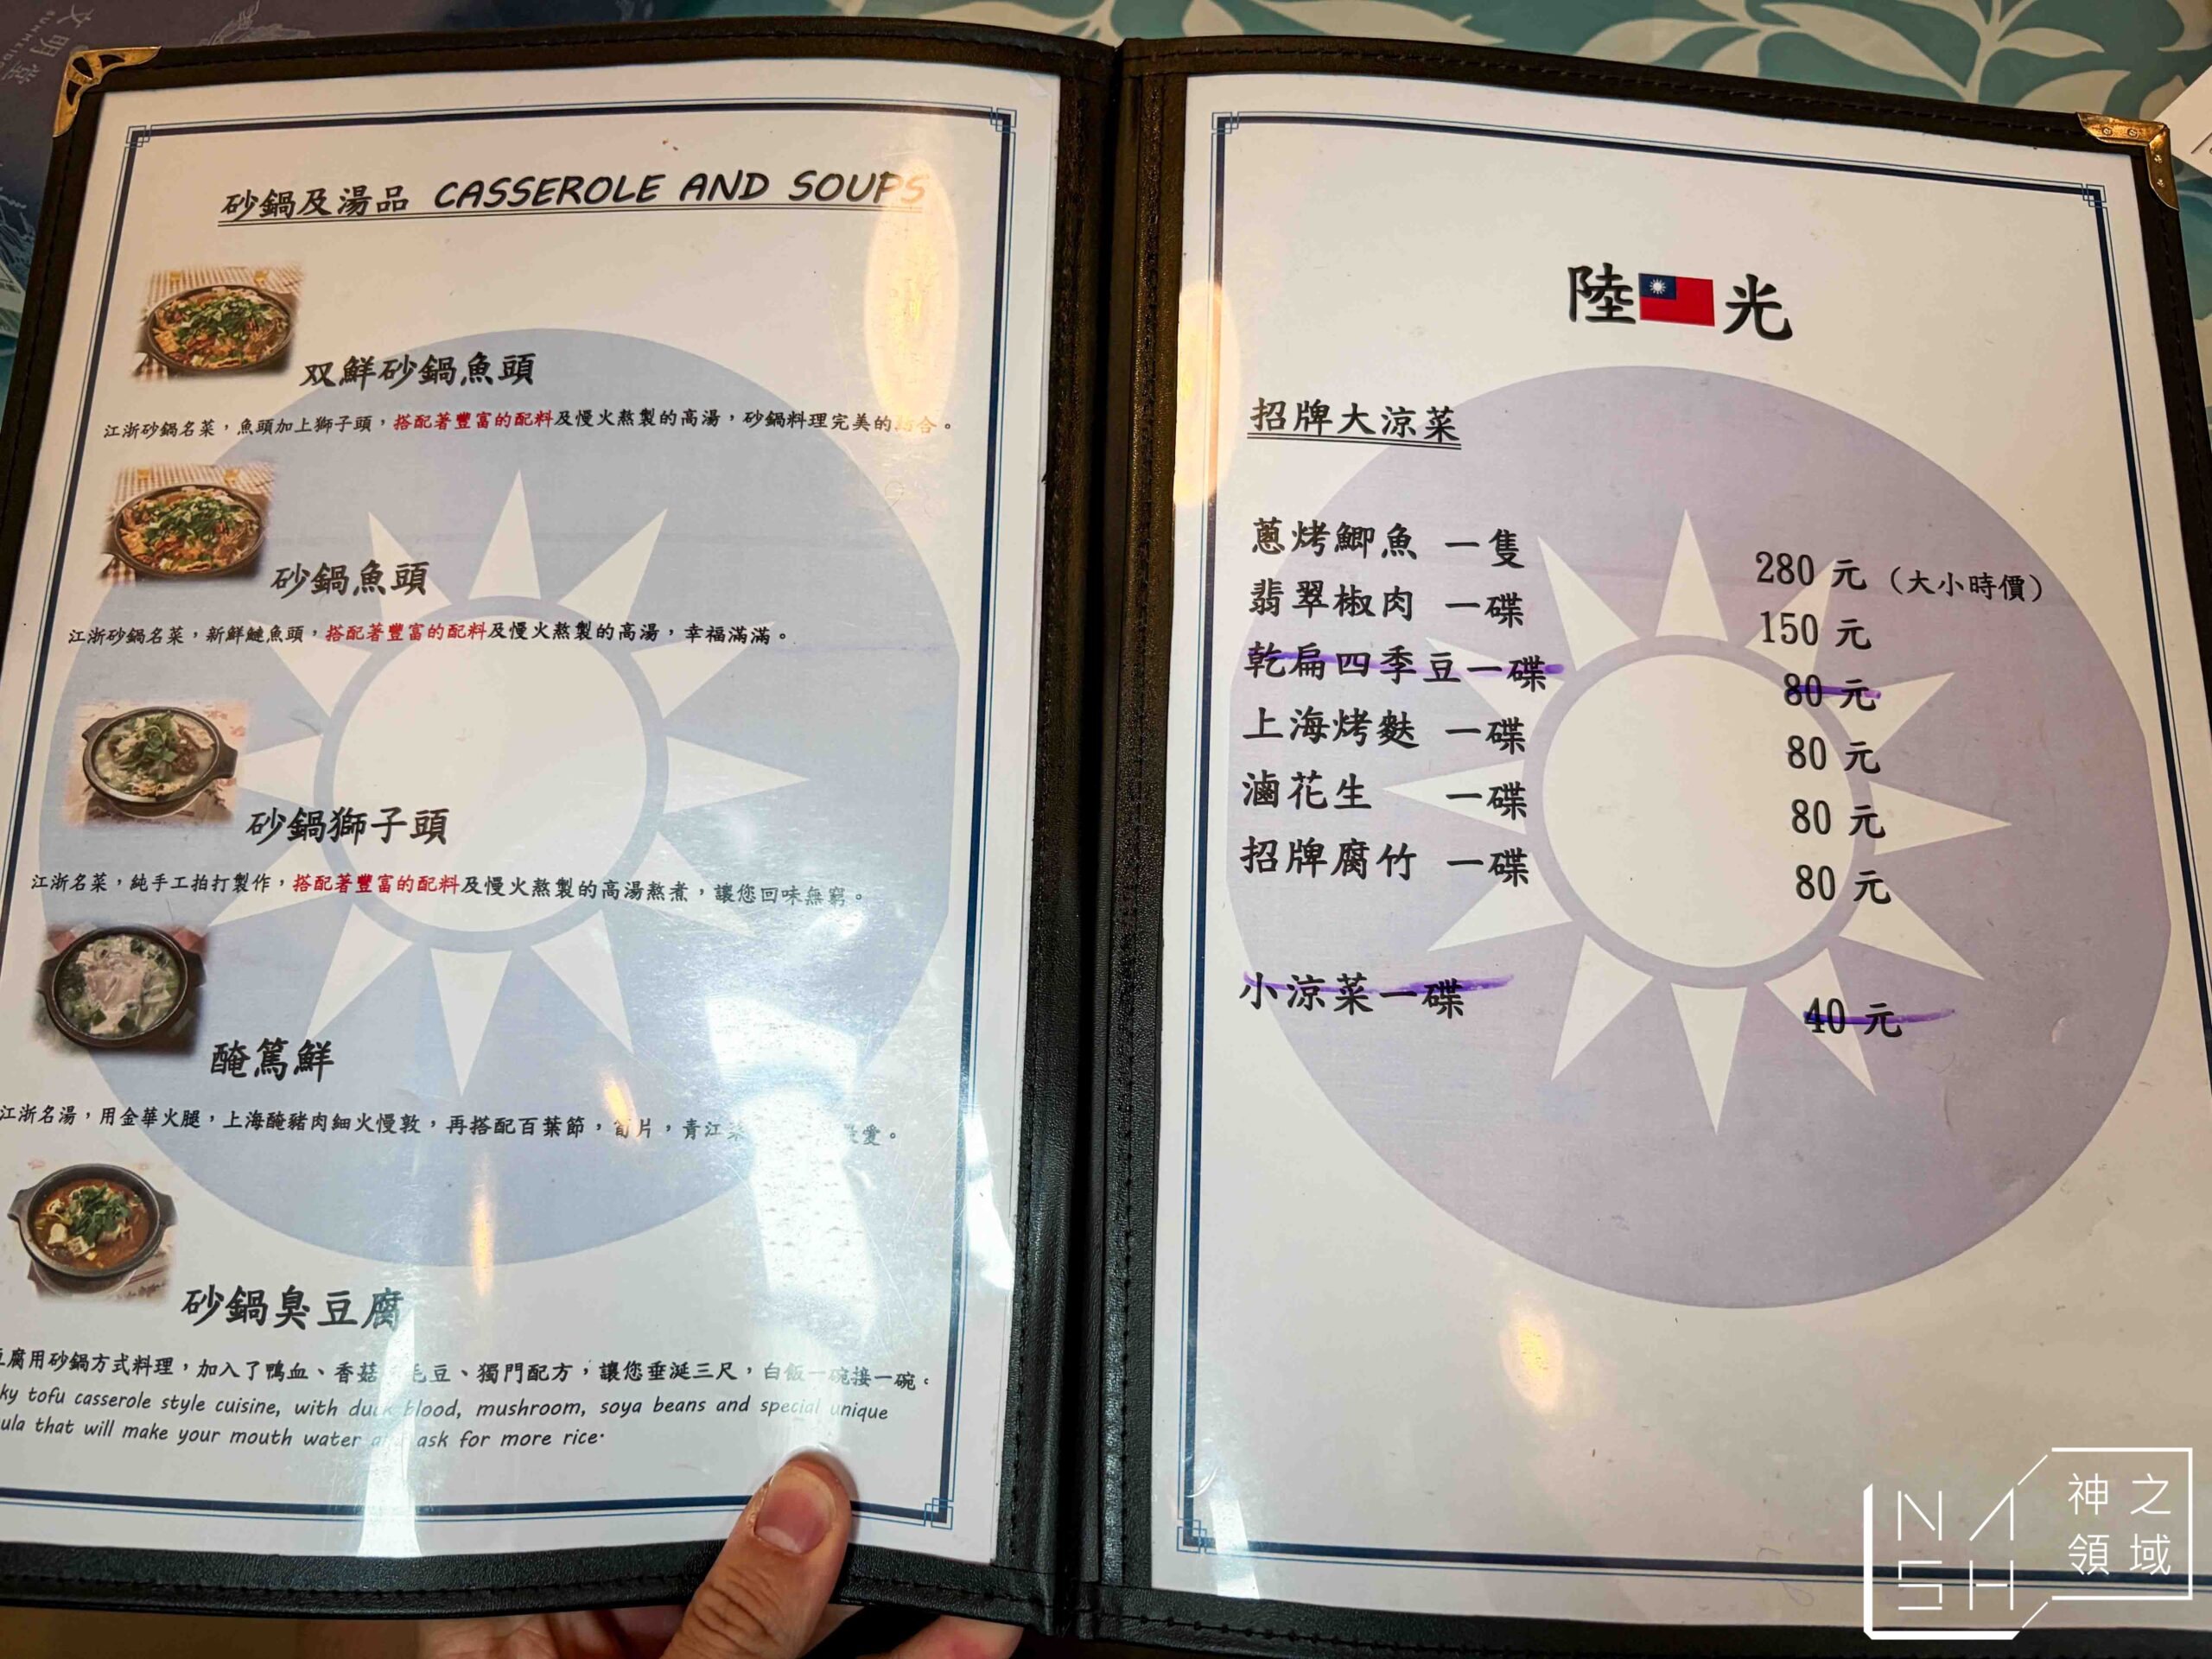 砂鍋及湯品 CASSEROLE AND SOUPS
双鮮砂鍋魚頭
江浙砂鍋名菜，魚頭加上獅子頭，搭配著豐富的配料及慢火熬製的高湯，砂鍋料理完美的結合。
砂鍋魚頭
江浙砂鍋名菜，新鮮鰱魚頭，搭配著豐富的配料及慢火熬製的高湯，幸福滿滿。
砂鍋獅子頭
江浙名菜，純手工拍打製作，搭配著豐富的配料及慢火熬製的高湯熬煮，讓您回味無窮。
醃篤鮮
江浙名湯，用金華火腿，上海醃豬肉細火慢敦，再搭配百葉節，筍片，青江菜 愛。
砂鍋臭豆腐
豆腐用砂鍋方式料理，加入了鴨血、香菇 毛豆、獨門配方，讓您垂涎三尺，白飯一碗接一碗。
ky tofu casserole style cuisine, with duck blood, mushroom, soya beans and special unique
ula that will make your mouth water and ask for more rice.
陸光
招牌大涼菜
蔥烤鯽魚 一隻 280 元（大小時價）
翡翠椒肉 一碟 150 元
乾扁四季豆一碟 80 元
上海烤麩 一碟 80 元
滷花生 一碟 80 元
招牌腐竹 一碟 80 元
小涼菜一碟 40 元
文明堂
NASH
神之領域